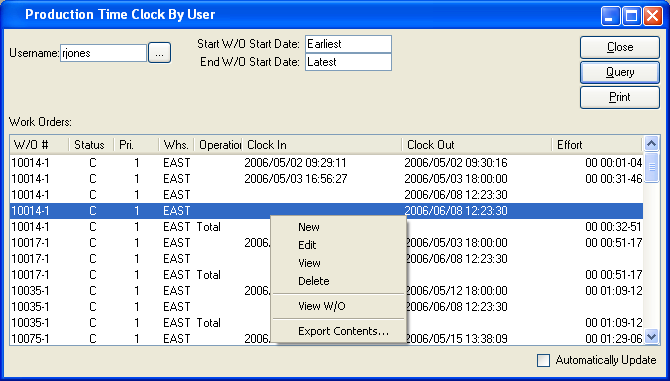 Production Time Clock By User
Username: rjones ...
Start W/O Start Date: Earliest
End W/O Start Date: Latest
Close
Query
Print
Work Orders:
W/O # Status Pri. Whs. Operation Clock In Clock Out Effort
10014-1 C 1 EAST 2006/05/02 09:29:11 2006/05/02 09:30:16 00 00:01-04
10014-1 C 1 EAST 2006/05/03 16:56:27 2006/05/03 18:00:00 00 00:31-46
10014-1 C 1 EAST 2006/06/08 12:23:30
10014-1 C 1 EAST 2006/06/08 12:23:30
10014-1 C 1 EAST Total 00 00:32-51
10017-1 C 1 EAST 2006/ 2006/05/03 18:00:00 00 00:51-17
10017-1 C 1 EAST 2006/06/08 12:23:30
10017-1 C 1 EAST Total 00 00:51-17
10035-1 C 1 EAST 2006/ 2006/05/12 18:00:00 00 01:09-12
10035-1 C 1 EAST 2006/06/08 12:23:30
10035-1 C 1 EAST Total 00 01:09-12
10075-1 C 1 EAST 2006/ 2006/05/15 13:38:09 00 01:29-06
New
Edit
View
Delete
View W/O
Export Contents...
Automatically Update